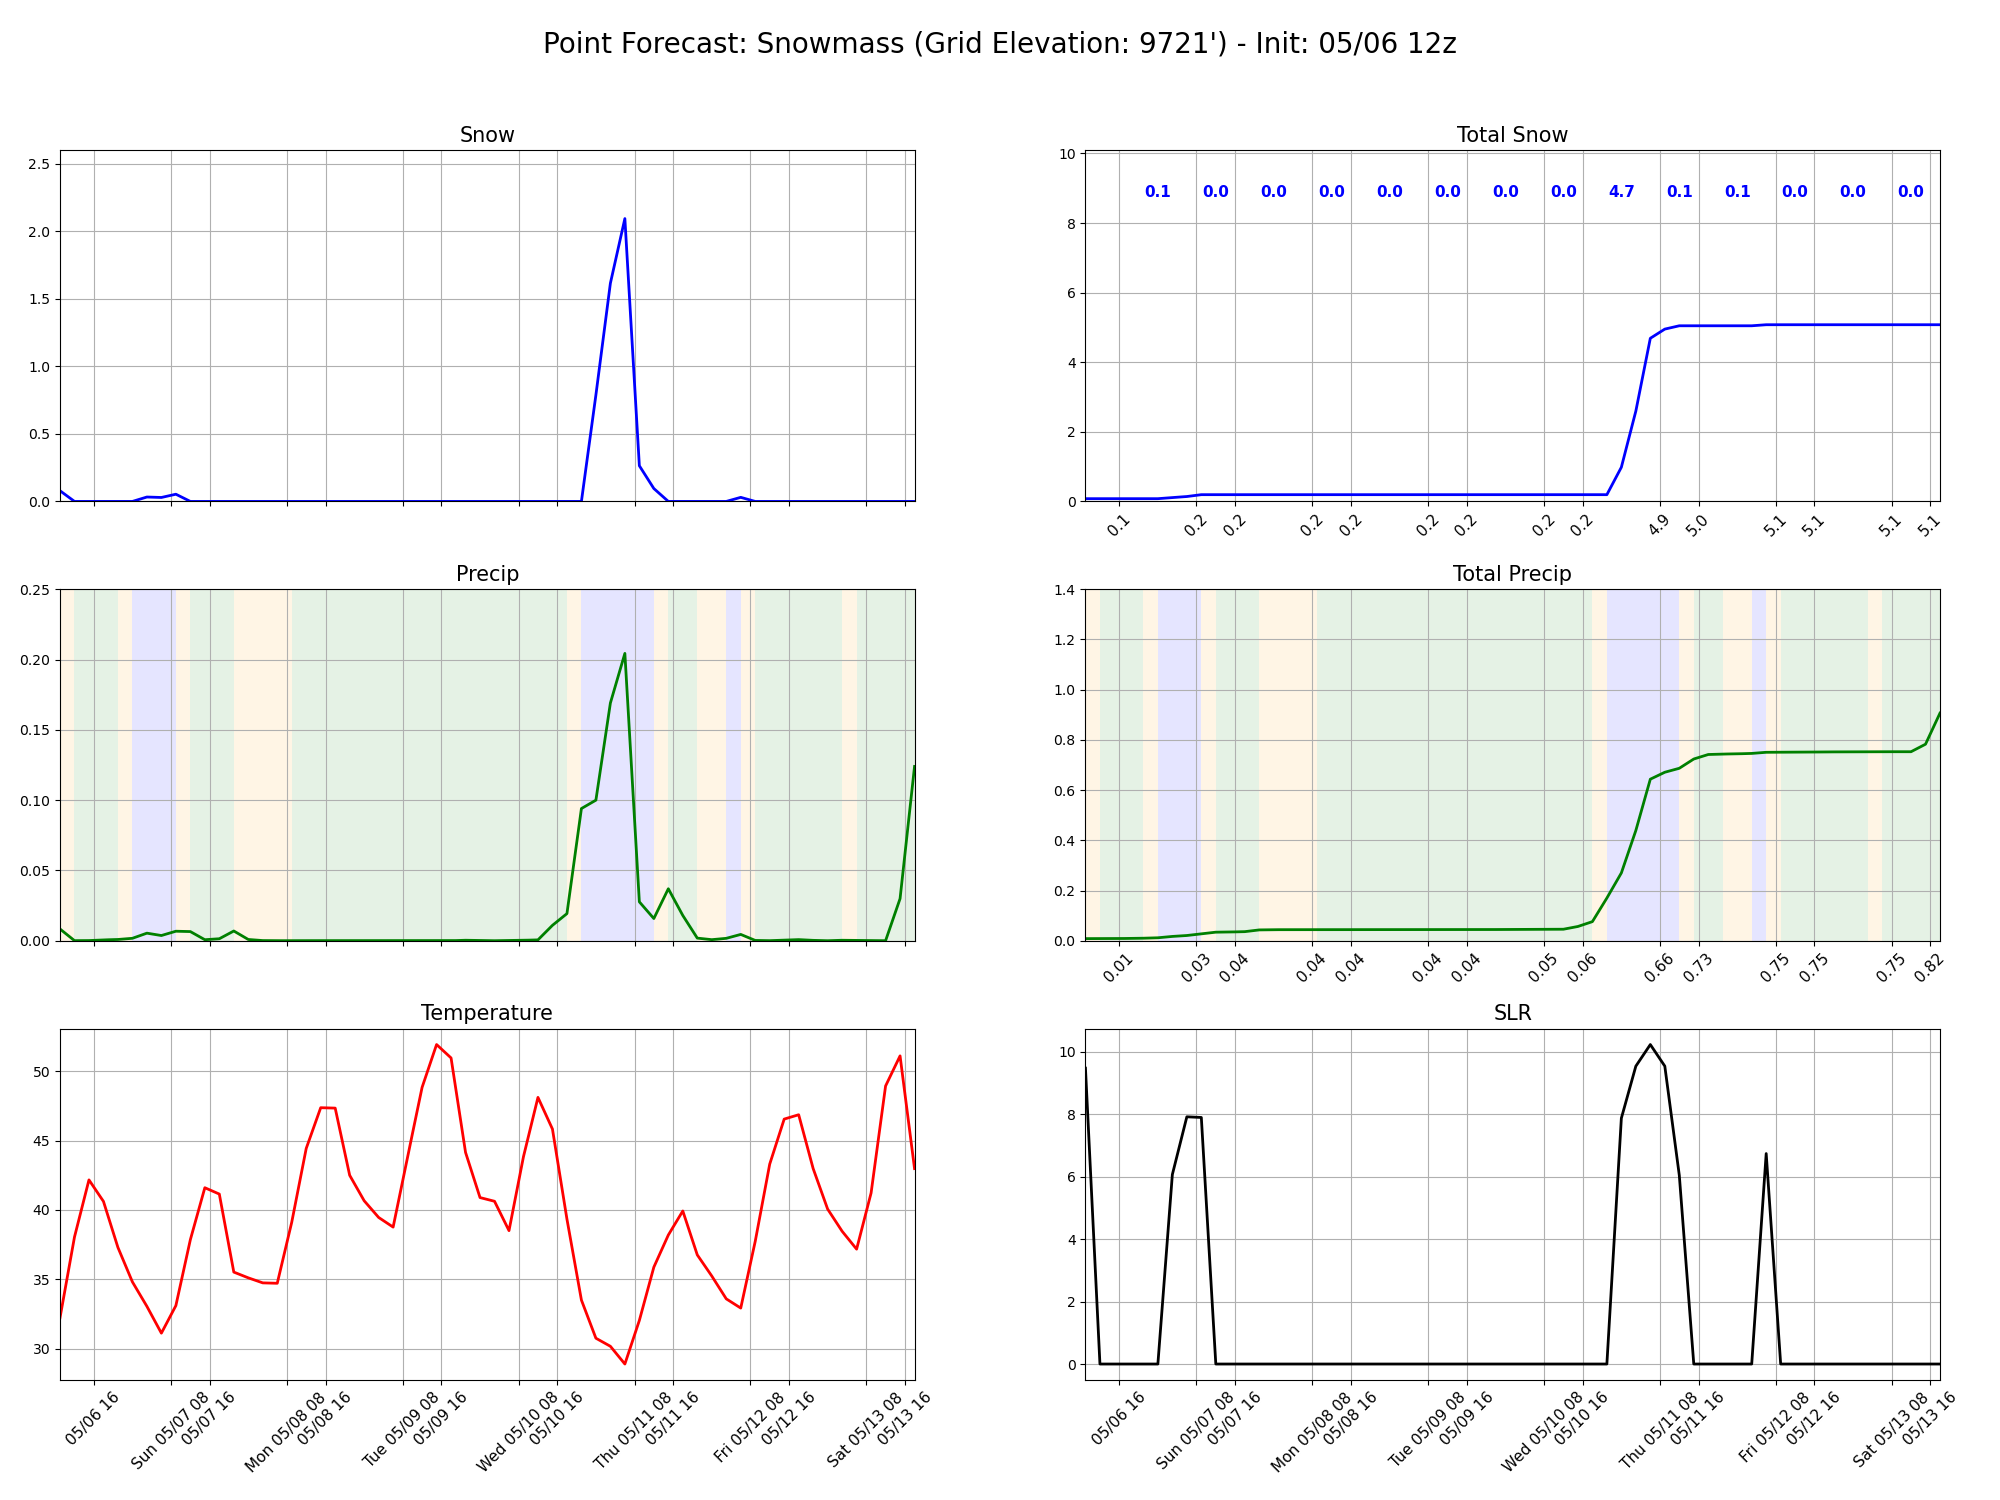 Point Forecast: Snowmass (Grid Elevation: 9721') - Init: 05/06 12z
Snow
2.5
2.0
1.5
1.0
0.5
0.0
Total Snow
10
8
6
4
2
0
0.1 0.0 0.0 0.0 0.0 0.0 0.0 0.0 4.7 0.1 0.1 0.0 0.0 0.0
0.1 0.2 0.2 0.2 0.2 0.2 0.2 0.2 0.2 4.9 5.0 5.1 5.1 5.1 5.1
Precip
0.25
0.20
0.15
0.10
0.05
0.00
Total Precip
1.4
1.2
1.0
0.8
0.6
0.4
0.2
0.0
0.01 0.03 0.04 0.04 0.04 0.04 0.04 0.05 0.06 0.66 0.73 0.75 0.75 0.75 0.82
Temperature
50
45
40
35
30
05/06 16
Sun 05/07 08
05/07 16
Mon 05/08 08
05/08 16
Tue 05/09 08
05/09 16
Wed 05/10 08
05/10 16
Thu 05/11 08
05/11 16
Fri 05/12 08
05/12 16
Sat 05/13 08
05/13 16
SLR
10
8
6
4
2
0
05/06 16
Sun 05/07 08
05/07 16
Mon 05/08 08
05/08 16
Tue 05/09 08
05/09 16
Wed 05/10 08
05/10 16
Thu 05/11 08
05/11 16
Fri 05/12 08
05/12 16
Sat 05/13 08
05/13 16